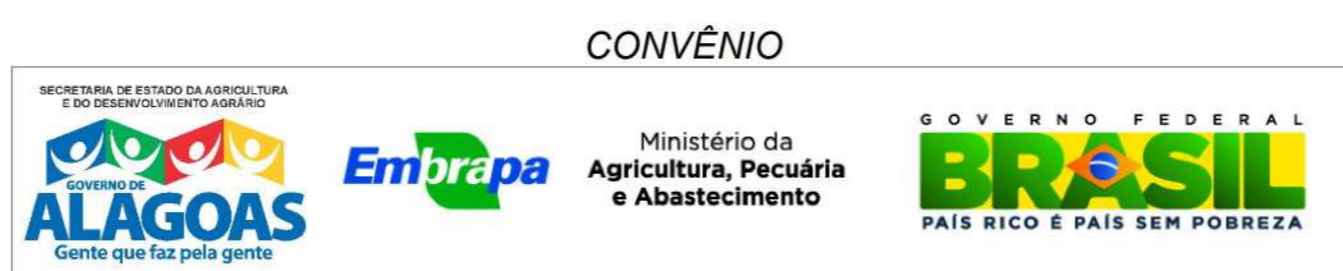 CONVÊNIO
SECRETARIA DE ESTADO DA AGRICULTURA
E DO DESENVOLVIMENTO AGRÁRIO
GOVERNO DE
ALAGOAS
Gente que faz pela gente
Embrapa
Ministério da
Agricultura, Pecuária
e Abastecimento
GOVERNO FEDERAL
BRASIL
PAÍS RICO É PAÍS SEM POBREZA